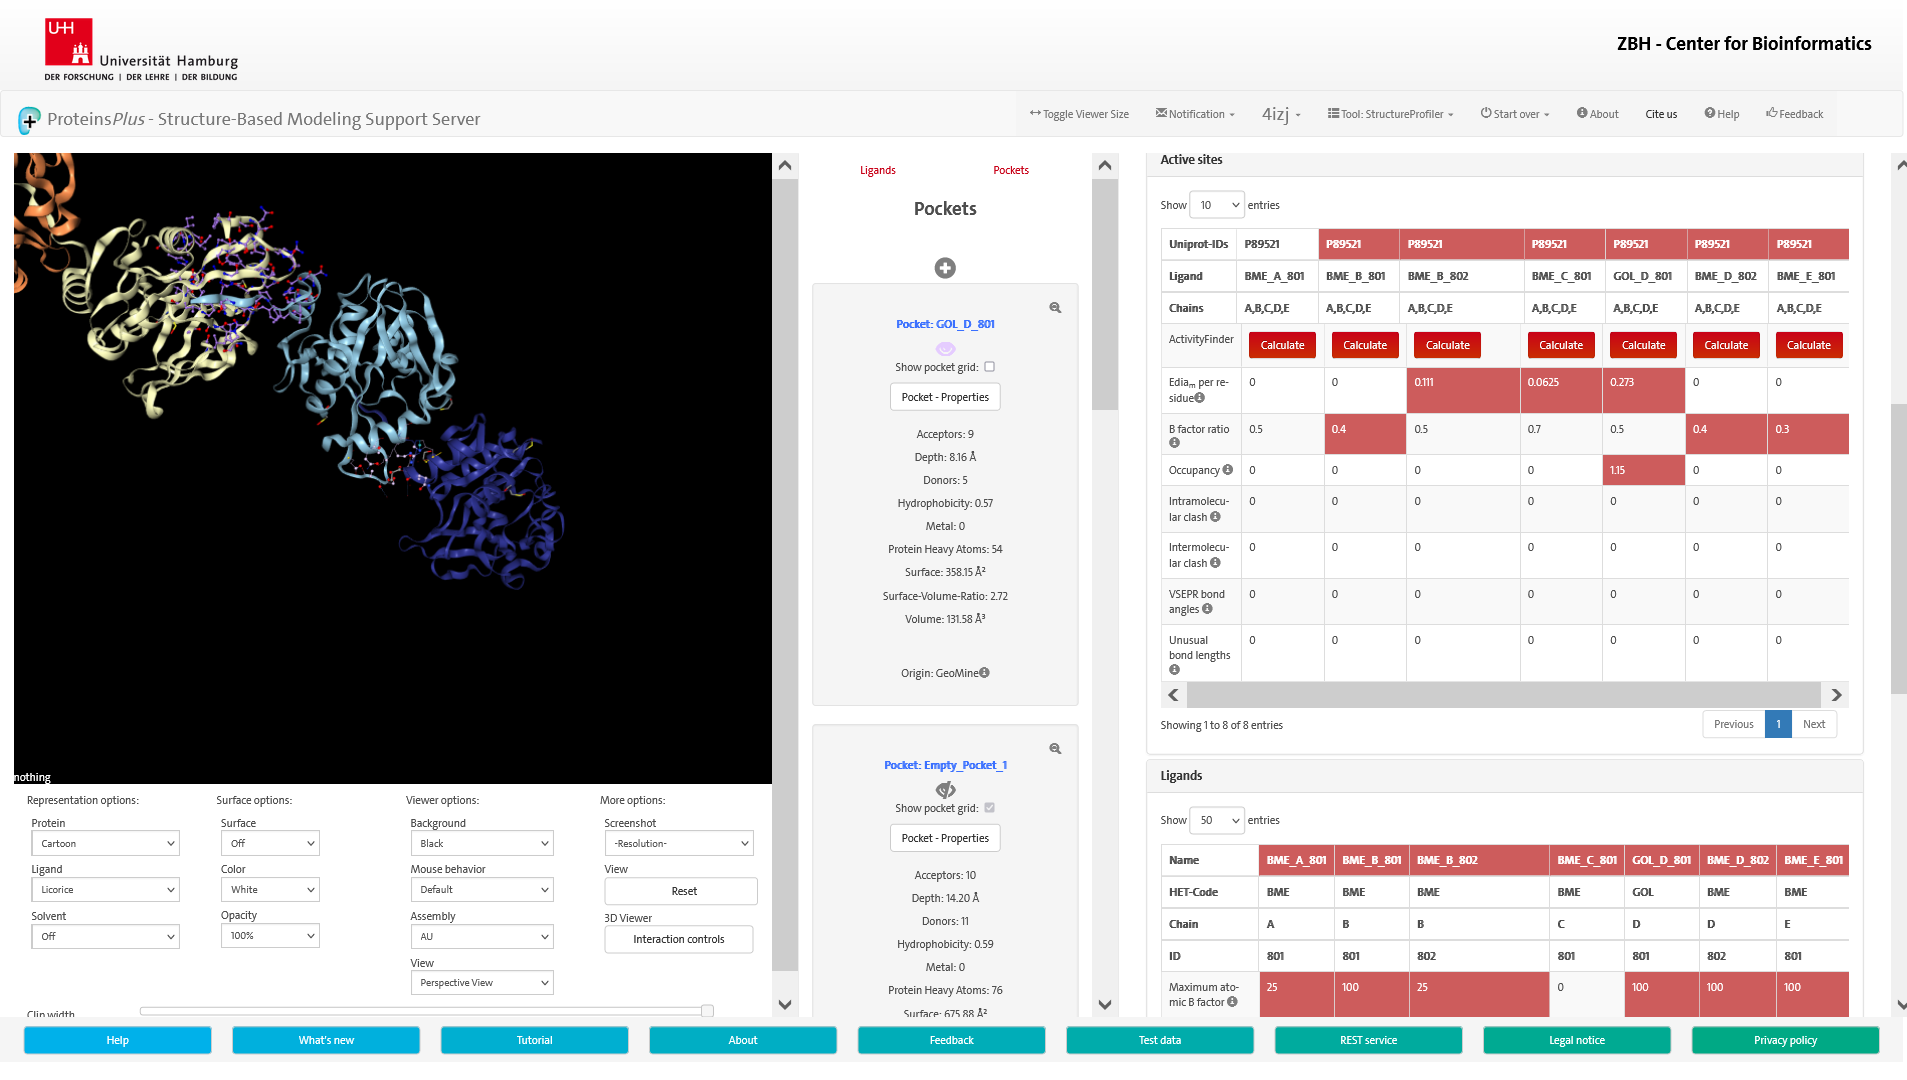 UHH
Universität Hamburg
DER FORSCHUNG | DER LEHRE | DER BILDUNG
ZBH - Center for Bioinformatics
ProteinsPlus - Structure-Based Modeling Support Server
Toggle Viewer Size
Notification
4izj
Tool: StructureProfiler
Start over
About
Cite us
Help
Feedback
nothing
Representation options:
Surface options:
Viewer options:
More options:
Protein
Cartoon
Surface
Off
Background
Black
Screenshot
-Resolution-
Ligand
Licorice
Color
White
Mouse behavior
Default
View
Reset
Solvent
Off
Opacity
100%
Assembly
AU
3D Viewer
Interaction controls
View
Perspective View
Clip width
Ligands
Pockets
Pockets
Pocket: GOL_D_801
Show pocket grid:
Pocket - Properties
Acceptors: 9
Depth: 8.16 Å
Donors: 5
Hydrophobicity: 0.57
Metal: 0
Protein Heavy Atoms: 54
Surface: 358.15 Å²
Surface-Volume-Ratio: 2.72
Volume: 131.58 Å³
Origin: GeoMine
Pocket: Empty_Pocket_1
Show pocket grid:
Pocket - Properties
Acceptors: 10
Depth: 14.20 Å
Donors: 11
Hydrophobicity: 0.59
Metal: 0
Protein Heavy Atoms: 76
Surface: 675.88 Å²
Active sites
Show 10 entries
Uniprot-IDs P89521 P89521 P89521 P89521 P89521 P89521 P89521
Ligand BME_A_801 BME_B_801 BME_B_802 BME_C_801 GOL_D_801 BME_D_802 BME_E_801
Chains A,B,C,D,E A,B,C,D,E A,B,C,D,E A,B,C,D,E A,B,C,D,E A,B,C,D,E A,B,C,D,E
ActivityFinder Calculate Calculate Calculate Calculate Calculate Calculate Calculate
Ediam per re-
sidue
0 0 0.111 0.0625 0.273 0 0
B factor ratio
0.5 0.4 0.5 0.7 0.5 0.4 0.3
Occupancy 0 0 0 0 1.15 0 0
Intramolecu-
lar clash
0 0 0 0 0 0 0
Intermolecu-
lar clash
0 0 0 0 0 0 0
VSEPR bond
angles
0 0 0 0 0 0 0
Unusual
bond lengths
0 0 0 0 0 0 0
Showing 1 to 8 of 8 entries
Previous 1 Next
Ligands
Show 50 entries
Name BME_A_801 BME_B_801 BME_B_802 BME_C_801 GOL_D_801 BME_D_802 BME_E_801
HET-Code BME BME BME BME GOL BME BME
Chain A B B C D D E
ID 801 801 802 801 801 802 801
Maximum ato-
mic B factor
25 100 25 0 100 100 100
Help
What's new
Tutorial
About
Feedback
Test data
REST service
Legal notice
Privacy policy